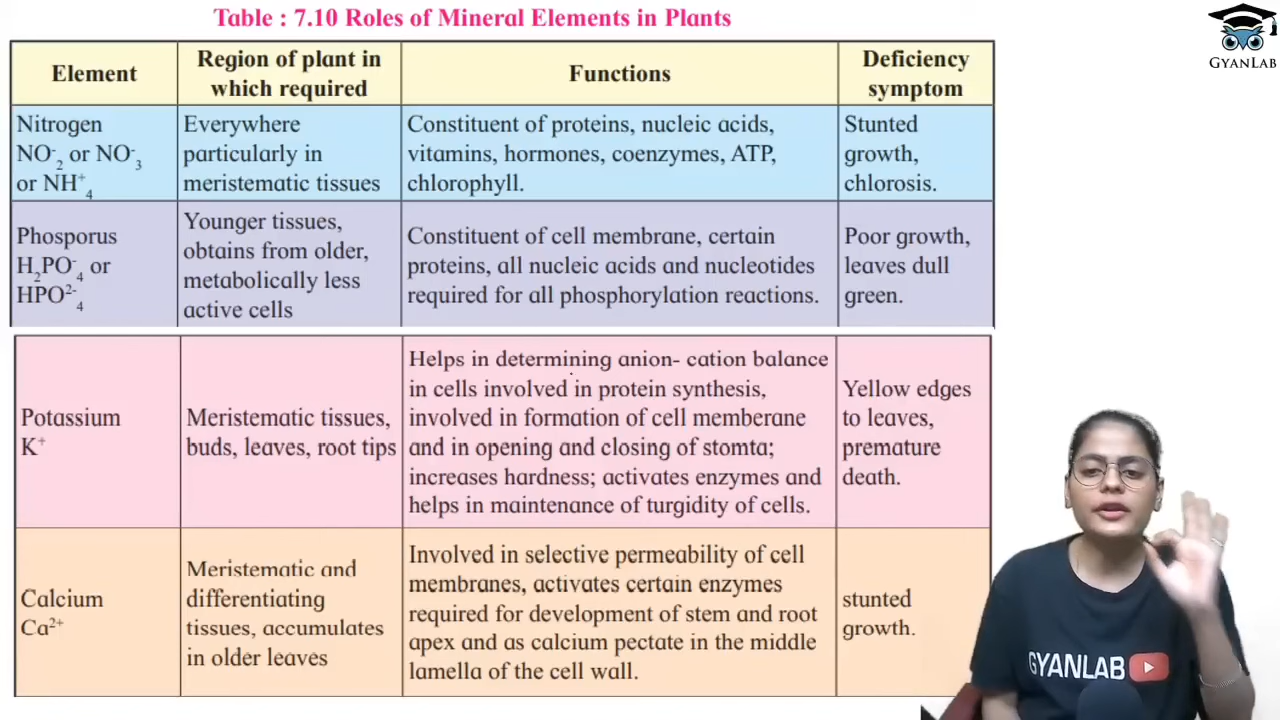 Table : 7.10 Roles of Mineral Elements in Plants
GYANLAB
Element
Region of plant in
which required
Functions
Deficiency
symptom
Nitrogen
NO⁻₂ or NO⁻₃
or NH⁺₄
Everywhere
particularly in
meristematic tissues
Constituent of proteins, nucleic acids,
vitamins, hormones, coenzymes, ATP,
chlorophyll.
Stunted
growth,
chlorosis.
Phosporus
H₂PO⁻₄ or
HPO²⁻₄
Younger tissues,
obtains from older,
metabolically less
active cells
Constituent of cell membrane, certain
proteins, all nucleic acids and nucleotides
required for all phosphorylation reactions.
Poor growth,
leaves dull
green.
Potassium
K⁺
Meristematic tissues,
buds, leaves, root tips
Helps in determining anion- cation balance
in cells involved in protein synthesis,
involved in formation of cell memberane
and in opening and closing of stomta;
increases hardness; activates enzymes and
helps in maintenance of turgidity of cells.
Yellow edges
to leaves,
premature
death.
Calcium
Ca²⁺
Meristematic and
differentiating
tissues, accumulates
in older leaves
Involved in selective permeability of cell
membranes, activates certain enzymes
required for development of stem and root
apex and as calcium pectate in the middle
lamella of the cell wall.
stunted
growth.
GYANLAB